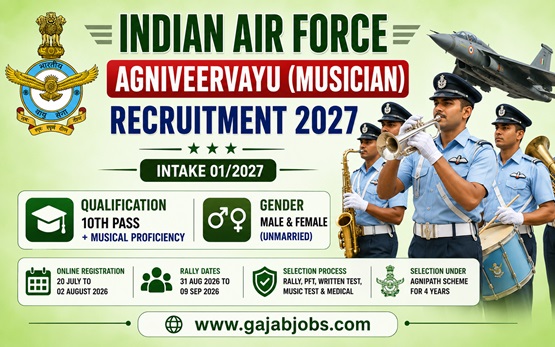 INDIAN AIR FORCE
AGNIVEERVAYU (MUSICIAN)
RECRUITMENT 2027
INTAKE 01/2027
QUALIFICATION
10TH PASS
+ MUSICAL PROFICIENCY
GENDER
MALE & FEMALE
(UNMARRIED)
ONLINE REGISTRATION
20 JULY TO
02 AUGUST 2026
RALLY DATES
31 AUG 2026 TO
09 SEP 2026
SELECTION PROCESS
RALLY, PFT, WRITTEN TEST,
MUSIC TEST & MEDICAL
SELECTION UNDER
AGNIPATH SCHEME
FOR 4 YEARS
www.gajabjobs.com